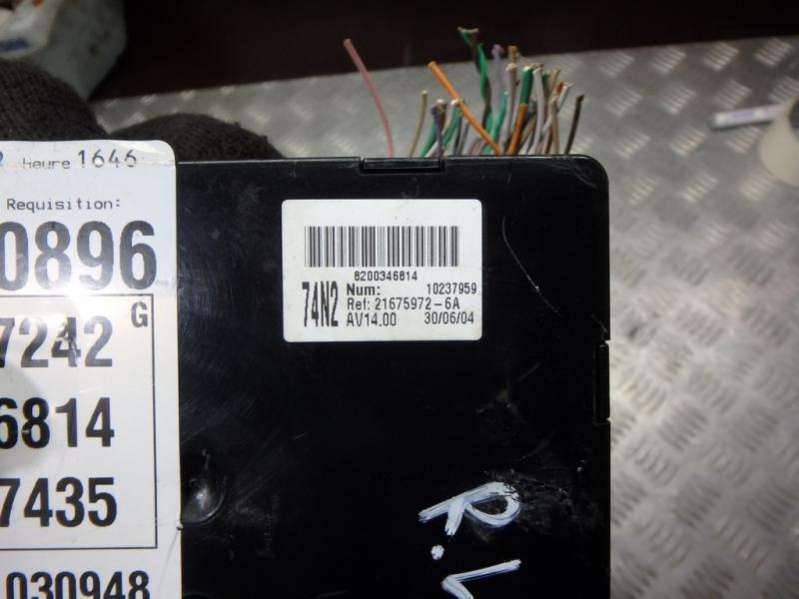 Heure 1646
Requisition:
0896
G
7242
6814
7435
030948
8200346814
74N2
Num: 10237959
Ref: 21675972-6A
AV14.00 30/06/04
R.L